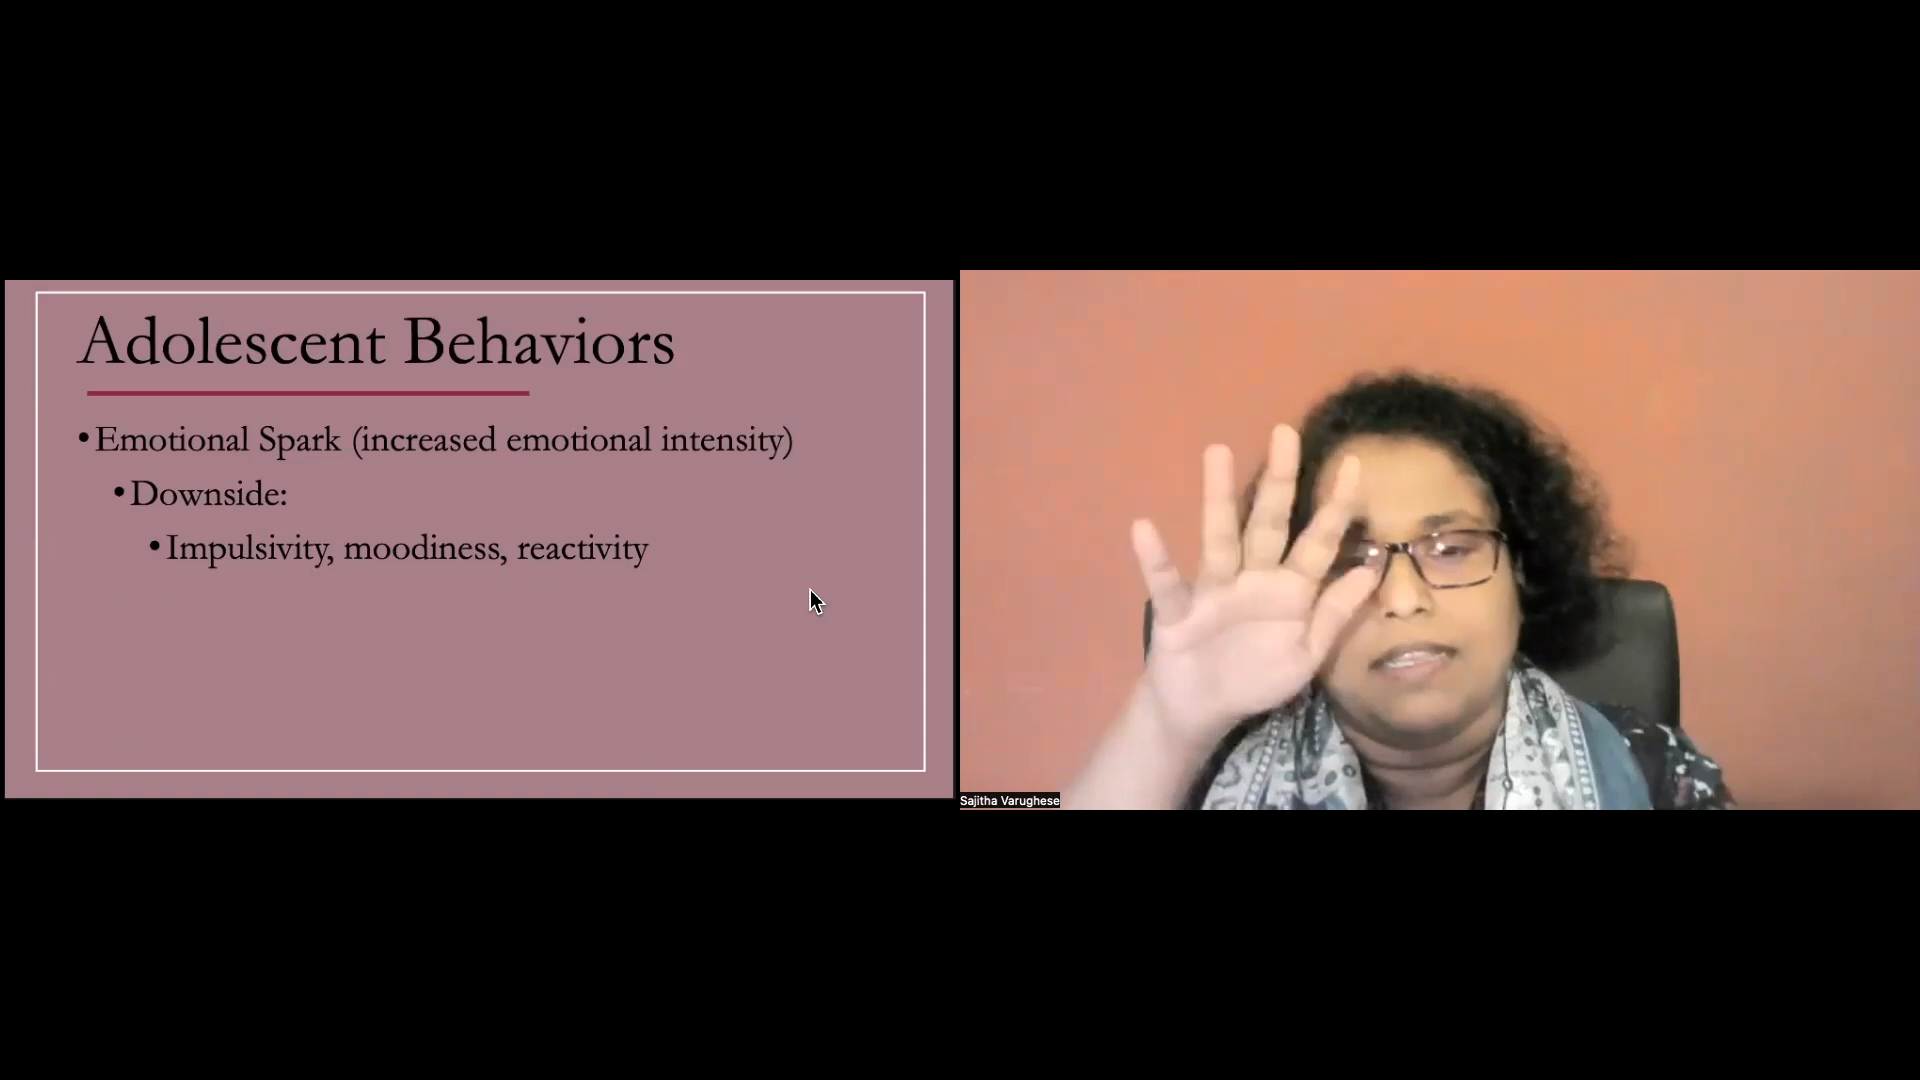 Adolescent Behaviors
•Emotional Spark (increased emotional intensity)
•Downside:
•Impulsivity, moodiness, reactivity
Sajitha Varughese